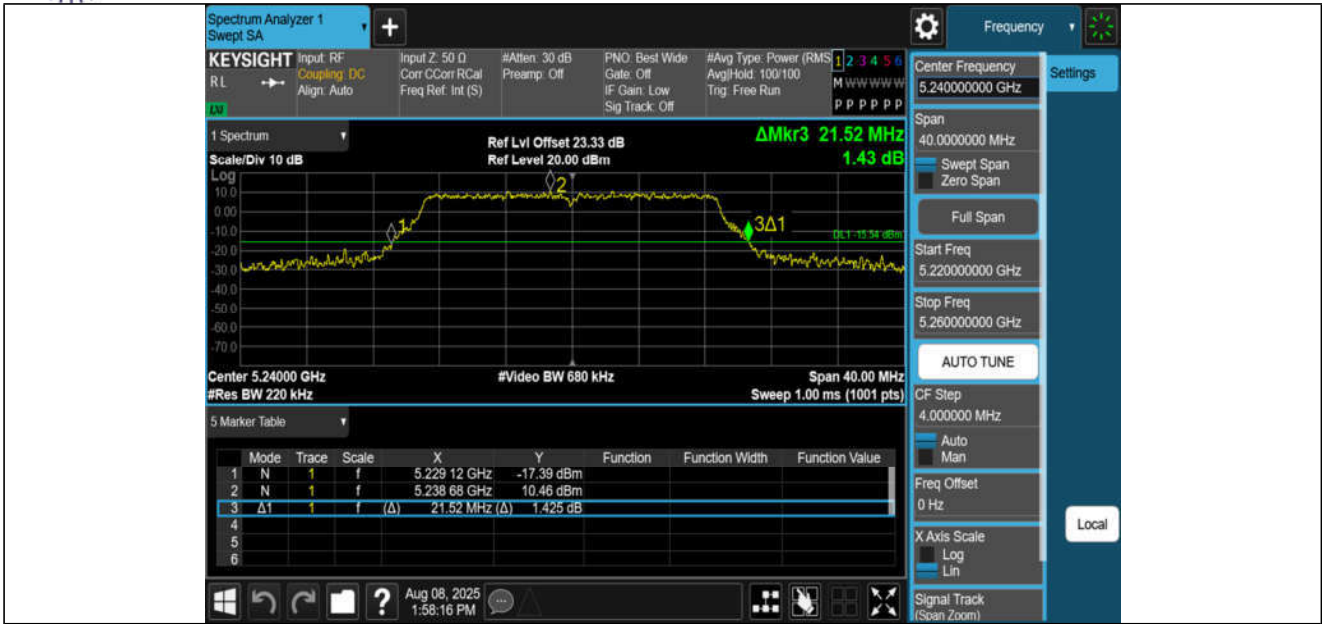 Spectrum Analyzer 1
Swept SA
+
Frequency
KEYSIGHT
RL
LXI
Input: RF
Coupling: DC
Align: Auto
Input Z: 50 Ω
Corr CCorr RCal
Freq Ref: Int (S)
#Atten: 30 dB
Preamp: Off
PNO: Best Wide
Gate: Off
IF Gain: Low
Sig Track: Off
#Avg Type: Power (RMS
Avg|Hold: 100/100
Trig: Free Run
1 2 3 4 5 6
M W W W W W
P P P P P P
1 Spectrum
Scale/Div 10 dB
Ref Lvl Offset 23.33 dB
Ref Level 20.00 dBm
ΔMkr3 21.52 MHz
1.43 dB
Log
10.0
0.00
-10.0
-20.0
-30.0
-40.0
-50.0
-60.0
-70.0
1
2
3Δ1
DL1 -15.54 dBm
Center 5.24000 GHz
#Video BW 680 kHz
Span 40.00 MHz
#Res BW 220 kHz
Sweep 1.00 ms (1001 pts)
5 Marker Table
Mode Trace Scale X Y Function Function Width Function Value
1 N 1 f 5.229 12 GHz -17.39 dBm
2 N 1 f 5.238 68 GHz 10.46 dBm
3 Δ1 1 f (Δ) 21.52 MHz (Δ) 1.425 dB
4
5
6
Aug 08, 2025
1:58:16 PM
?
Center Frequency
5.240000000 GHz
Settings
Span
40.0000000 MHz
Swept Span
Zero Span
Full Span
Start Freq
5.220000000 GHz
Stop Freq
5.260000000 GHz
AUTO TUNE
CF Step
4.000000 MHz
Auto
Man
Freq Offset
0 Hz
X Axis Scale
Log
Lin
Local
Signal Track
(Span Zoom)